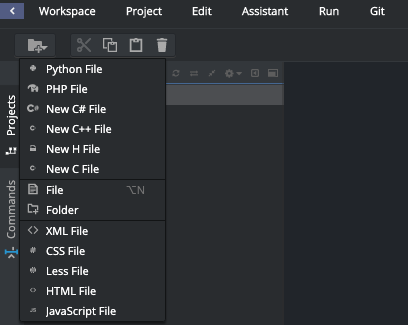 Workspace Project Edit Assistant Run Git
Python File
PHP File
C# New C# File
C New C++ File
New H File
C New C File
File ⌥N
Folder
XML File
# CSS File
Less File
HTML File
JS JavaScript File
Projects
Commands